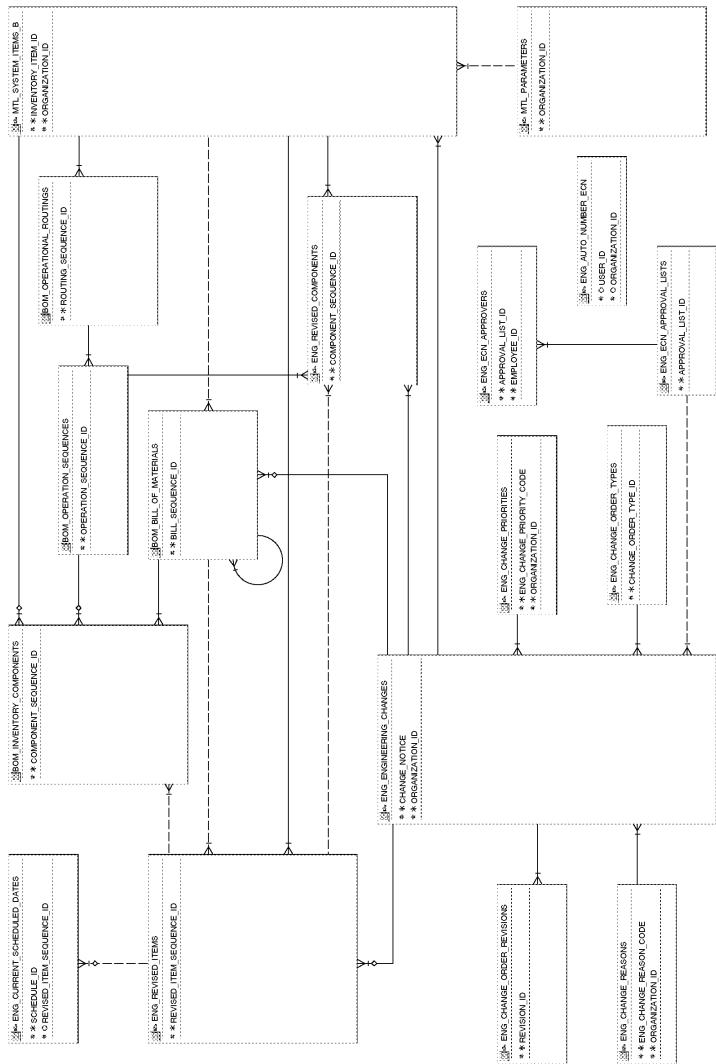 ENG_CURRENT_SCHEDULED_DATES
# * SCHEDULE_ID
* O REVISED_ITEM_SEQUENCE_ID
BOM_INVENTORY_COMPONENTS
# * COMPONENT_SEQUENCE_ID
MTL_SYSTEM_ITEMS_B
# * INVENTORY_ITEM_ID
# * ORGANIZATION_ID
BOM_OPERATIONAL_ROUTINGS
# * ROUTING_SEQUENCE_ID
BOM_OPERATION_SEQUENCES
# * OPERATION_SEQUENCE_ID
ENG_REVISED_ITEMS
# * REVISED_ITEM_SEQUENCE_ID
BOM_BILL_OF_MATERIALS
# * BILL_SEQUENCE_ID
ENG_REVISED_COMPONENTS
# * COMPONENT_SEQUENCE_ID
ENG_ENGINEERING_CHANGES
# * CHANGE_NOTICE
# * ORGANIZATION_ID
ENG_ECN_APPROVERS
# * APPROVAL_LIST_ID
# * EMPLOYEE_ID
MTL_PARAMETERS
# * ORGANIZATION_ID
ENG_CHANGE_ORDER_REVISIONS
# * REVISION_ID
ENG_CHANGE_PRIORITIES
# * ENG_CHANGE_PRIORITY_CODE
# * ORGANIZATION_ID
ENG_AUTO_NUMBER_ECN
* O USER_ID
* O ORGANIZATION_ID
ENG_CHANGE_REASONS
# * ENG_CHANGE_REASON_CODE
# * ORGANIZATION_ID
ENG_CHANGE_ORDER_TYPES
# * CHANGE_ORDER_TYPE_ID
ENG_ECN_APPROVAL_LISTS
# * APPROVAL_LIST_ID